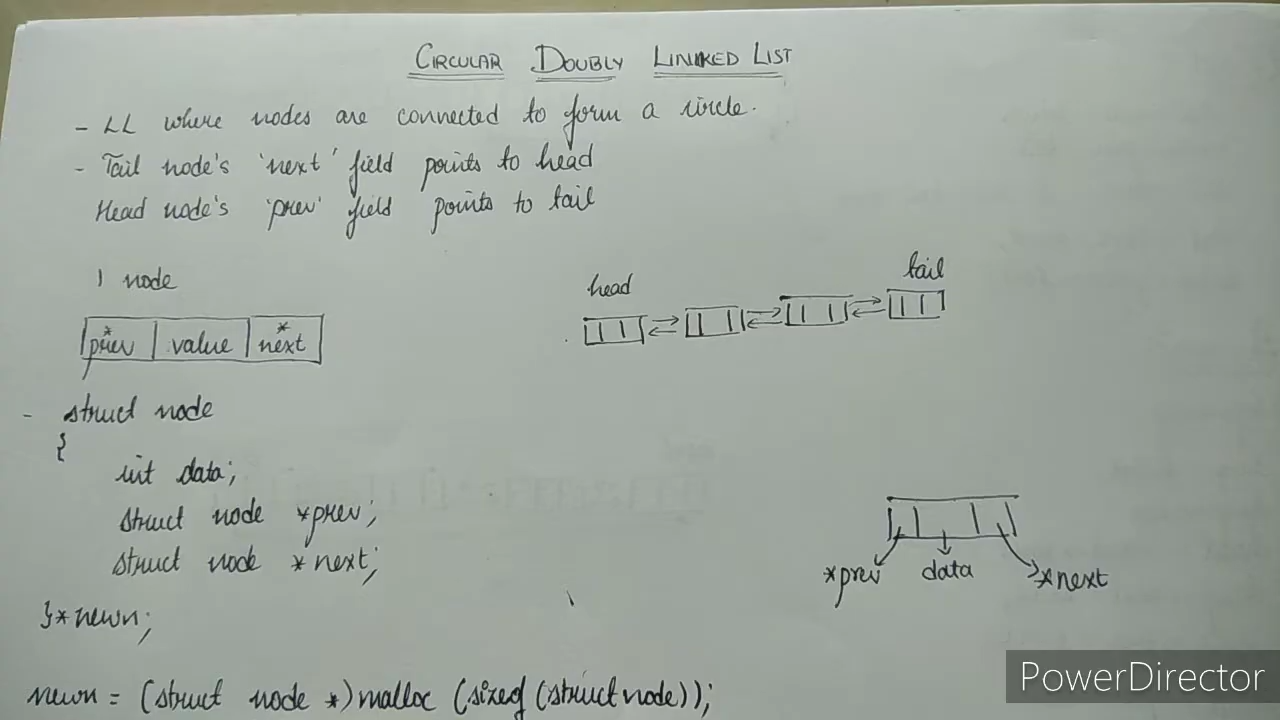 CIRCULAR DOUBLY LINKED LIST
- LL where nodes are connected to form a circle.
- Tail node's 'next' field points to head
Head node's 'prev' field points to tail
1 node
head
tail
*prev | value | *next
- struct node
{
int data;
struct node *prev;
struct node *next;
*prev data *next
}*newn;
newn = (struct node *)malloc (sizeof (struct node));
PowerDirector